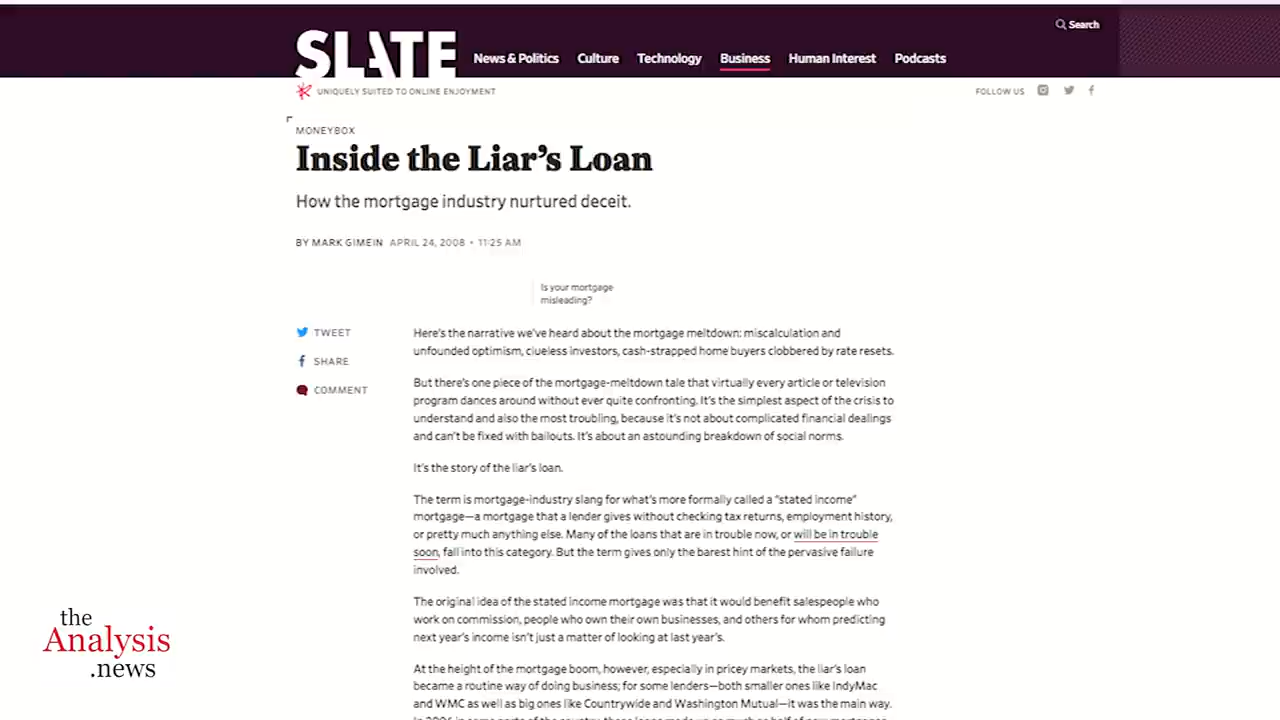 Search
SLATE
News & Politics Culture Technology Business Human Interest Podcasts
UNIQUELY SUITED TO ONLINE ENJOYMENT
FOLLOW US
MONEYBOX
Inside the Liar's Loan
How the mortgage industry nurtured deceit.
BY MARK GIMEIN APRIL 24, 2008 • 11:25 AM
Is your mortgage
misleading?
TWEET
SHARE
COMMENT
Here's the narrative we've heard about the mortgage meltdown: miscalculation and
unfounded optimism, clueless investors, cash-strapped home buyers clobbered by rate resets.
But there's one piece of the mortgage-meltdown tale that virtually every article or television
program dances around without ever quite confronting. It's the simplest aspect of the crisis to
understand and also the most troubling, because it's not about complicated financial dealings
and can't be fixed with bailouts. It's about an astounding breakdown of social norms.
It's the story of the liar's loan.
The term is mortgage-industry slang for what's more formally called a "stated income"
mortgage—a mortgage that a lender gives without checking tax returns, employment history,
or pretty much anything else. Many of the loans that are in trouble now, or will be in trouble
soon, fall into this category. But the term gives only the barest hint of the pervasive failure
involved.
The original idea of the stated income mortgage was that it would benefit salespeople who
work on commission, people who own their own businesses, and others for whom predicting
next year's income isn't just a matter of looking at last year's.
At the height of the mortgage boom, however, especially in pricey markets, the liar's loan
became a routine way of doing business; for some lenders—both smaller ones like IndyMac
and WMC as well as big ones like Countrywide and Washington Mutual—it was the main way.
the
Analysis
.news